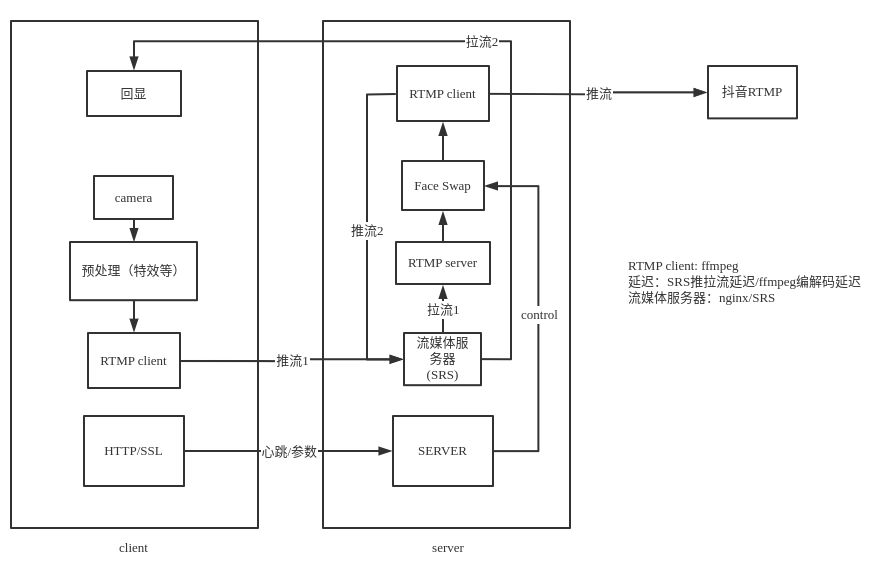 拉流2
回显
RTMP client
推流
抖音RTMP
camera
Face Swap
推流2
预处理（特效等）
RTMP server
RTMP client: ffmpeg
延迟：SRS推拉流延迟/ffmpeg编解码延迟
流媒体服务器：nginx/SRS
拉流1
control
RTMP client
推流1
流媒体服
务器
(SRS)
HTTP/SSL
心跳/参数
SERVER
client
server